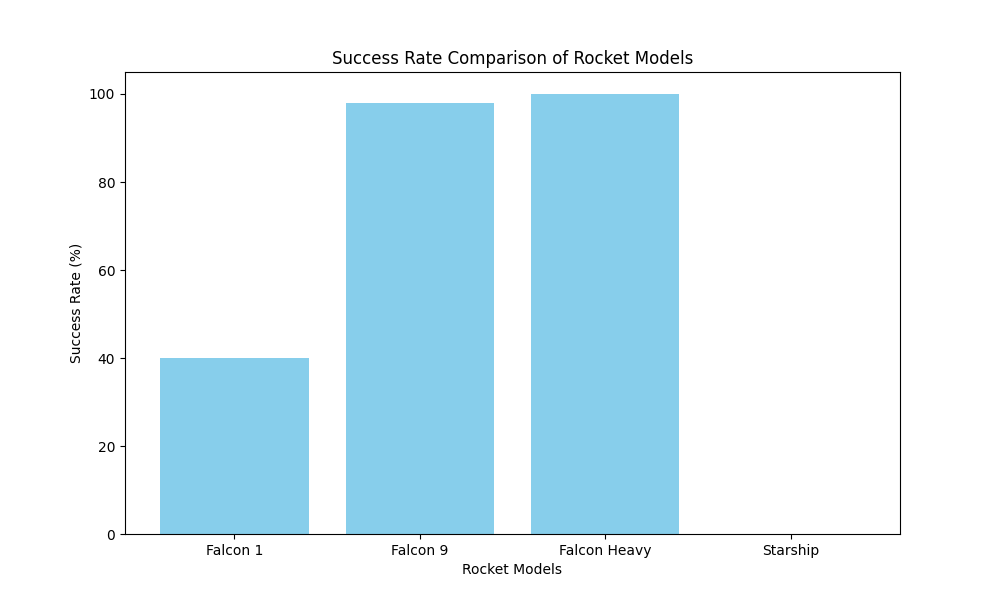 Success Rate Comparison of Rocket Models
100
80
60
40
20
0
Success Rate (%)
Falcon 1 Falcon 9 Falcon Heavy Starship
Rocket Models